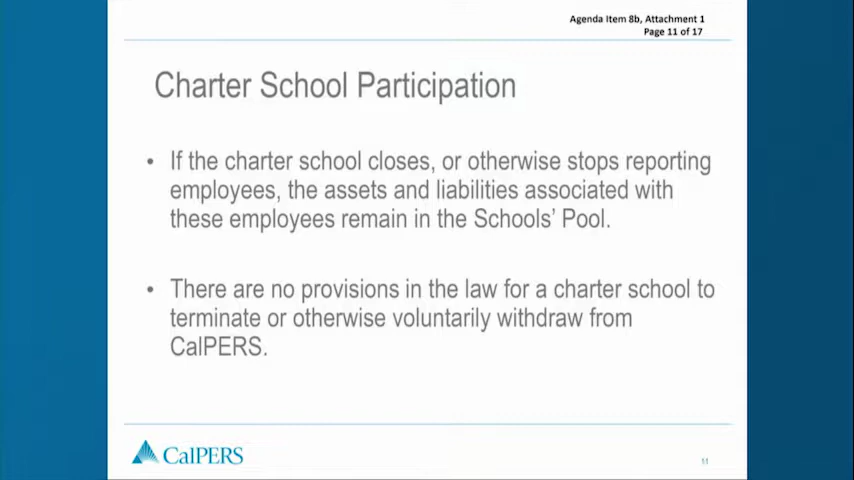 Agenda Item 8b, Attachment 1
Page 11 of 17
Charter School Participation
• If the charter school closes, or otherwise stops reporting
employees, the assets and liabilities associated with
these employees remain in the Schools' Pool.
• There are no provisions in the law for a charter school to
terminate or otherwise voluntarily withdraw from
CalPERS.
CalPERS
11